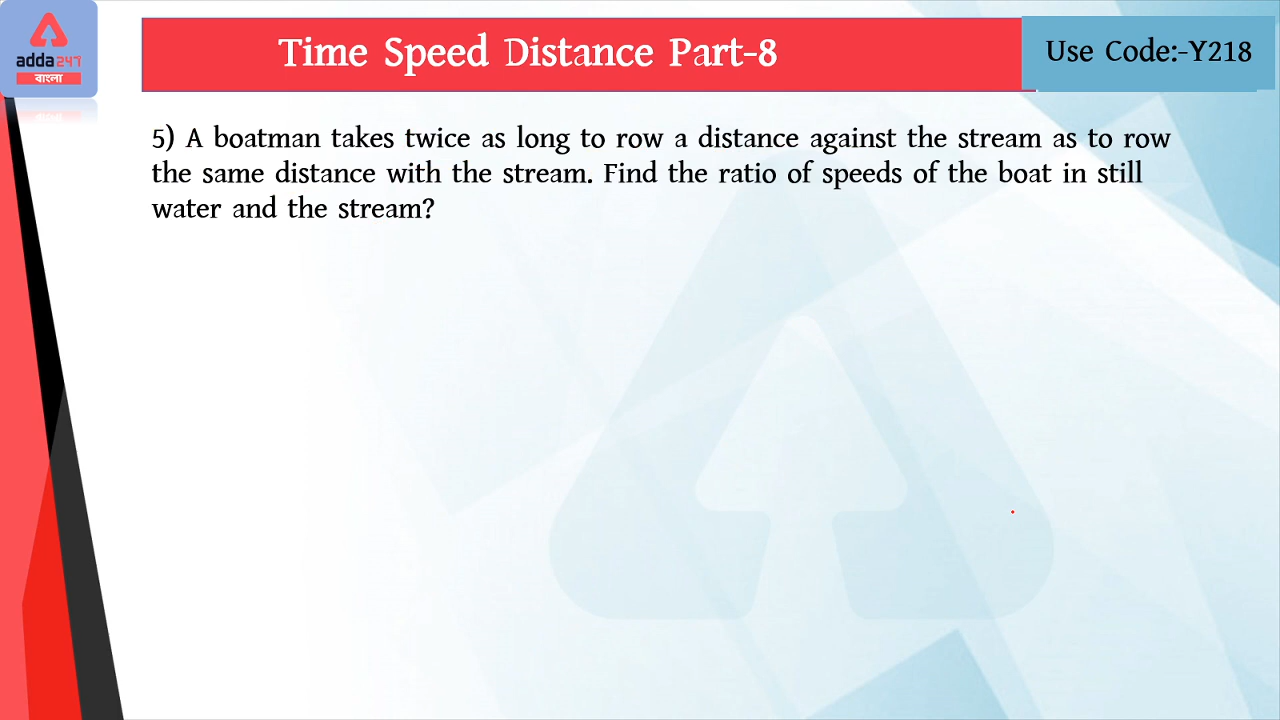 adda247
বাংলা
Time Speed Distance Part-8
Use Code:-Y218
5) A boatman takes twice as long to row a distance against the stream as to row
the same distance with the stream. Find the ratio of speeds of the boat in still
water and the stream?